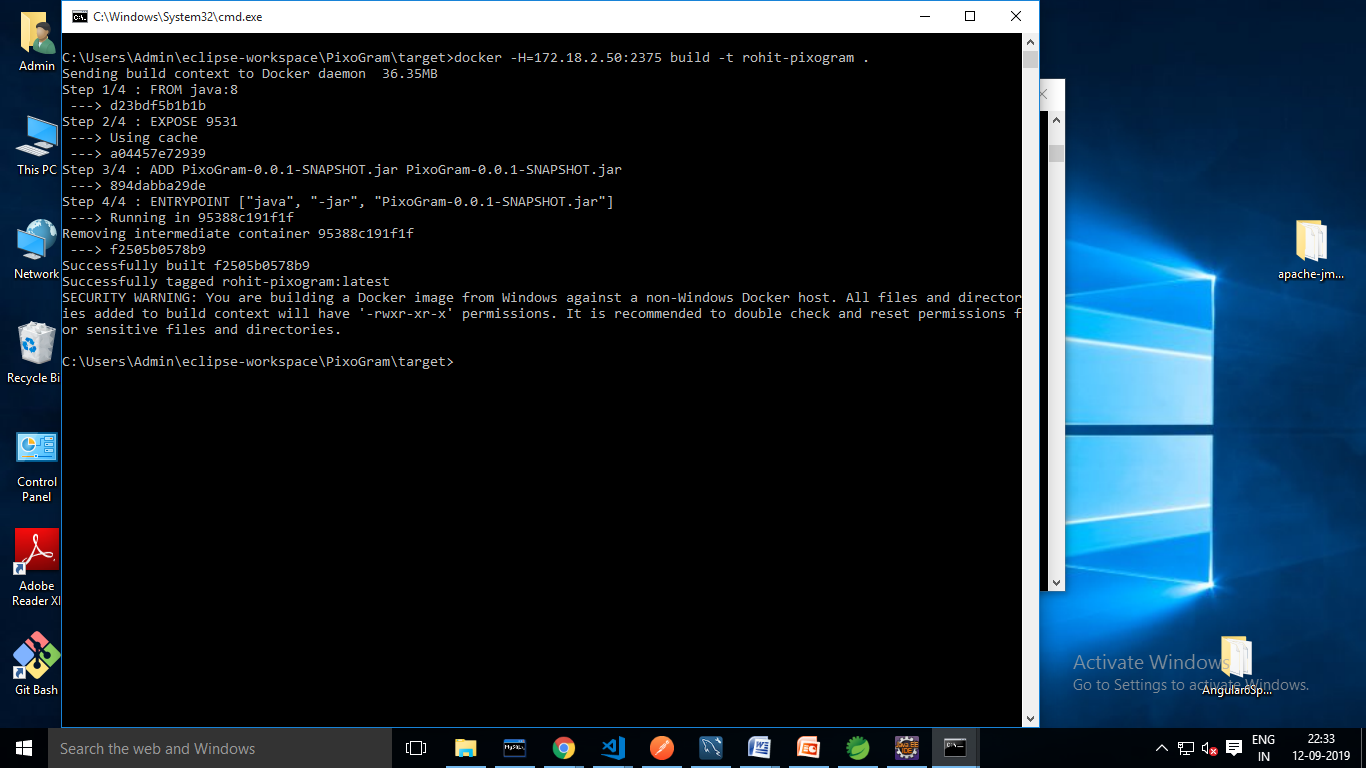 C:\Windows\System32\cmd.exe
C:\Users\Admin\eclipse-workspace\PixoGram\target>docker -H=172.18.2.50:2375 build -t rohit-pixogram .
Sending build context to Docker daemon  36.35MB
Step 1/4 : FROM java:8
 ---> d23bdf5b1b1b
Step 2/4 : EXPOSE 9531
 ---> Using cache
 ---> a04457e72939
Step 3/4 : ADD PixoGram-0.0.1-SNAPSHOT.jar PixoGram-0.0.1-SNAPSHOT.jar
 ---> 894dabba29de
Step 4/4 : ENTRYPOINT ["java", "-jar", "PixoGram-0.0.1-SNAPSHOT.jar"]
 ---> Running in 95388c191f1f
Removing intermediate container 95388c191f1f
 ---> f2505b0578b9
Successfully built f2505b0578b9
Successfully tagged rohit-pixogram:latest
SECURITY WARNING: You are building a Docker image from Windows against a non-Windows Docker host. All files and director
ies added to build context will have '-rwxr-xr-x' permissions. It is recommended to double check and reset permissions f
or sensitive files and directories.
C:\Users\Admin\eclipse-workspace\PixoGram\target>
Admin
This PC
Network
Recycle Bi
Control
Panel
Adobe
Reader XI
Git Bash
apache-jm...
Angular6Sp...
Activate Windows
Go to Settings to activate Windows.
Search the web and Windows
MySQL
JAVA EE
IDE
ENG
IN
22:33
12-09-2019